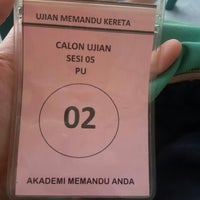 UJIAN MEMANDU KERETA
CALON UJIAN
SESI 05
PU
02
AKADEMI MEMANDU ANDA